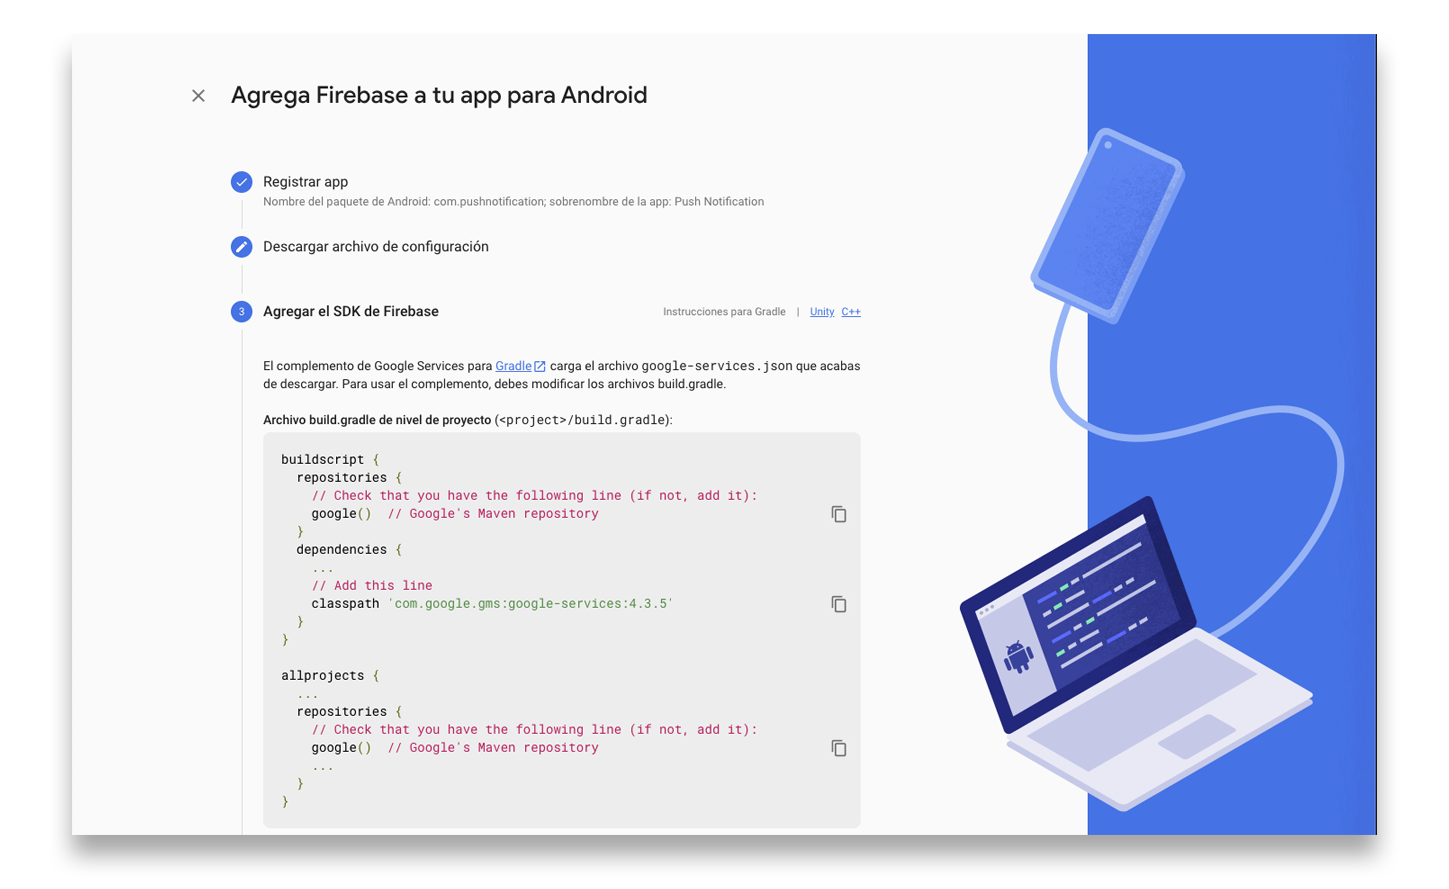 Agrega Firebase a tu app para Android
Registrar app
Nombre del paquete de Android: com.pushnotification; sobrenombre de la app: Push Notification
Descargar archivo de configuración
3 Agregar el SDK de Firebase
Instrucciones para Gradle | Unity C++
El complemento de Google Services para Gradle carga el archivo google-services.json que acabas
de descargar. Para usar el complemento, debes modificar los archivos build.gradle.
Archivo build.gradle de nivel de proyecto (<project>/build.gradle):
buildscript {
  repositories {
    // Check that you have the following line (if not, add it):
    google()  // Google's Maven repository
  }
  dependencies {
    ...
    // Add this line
    classpath 'com.google.gms:google-services:4.3.5'
  }
}
allprojects {
  ...
  repositories {
    // Check that you have the following line (if not, add it):
    google()  // Google's Maven repository
    ...
  }
}